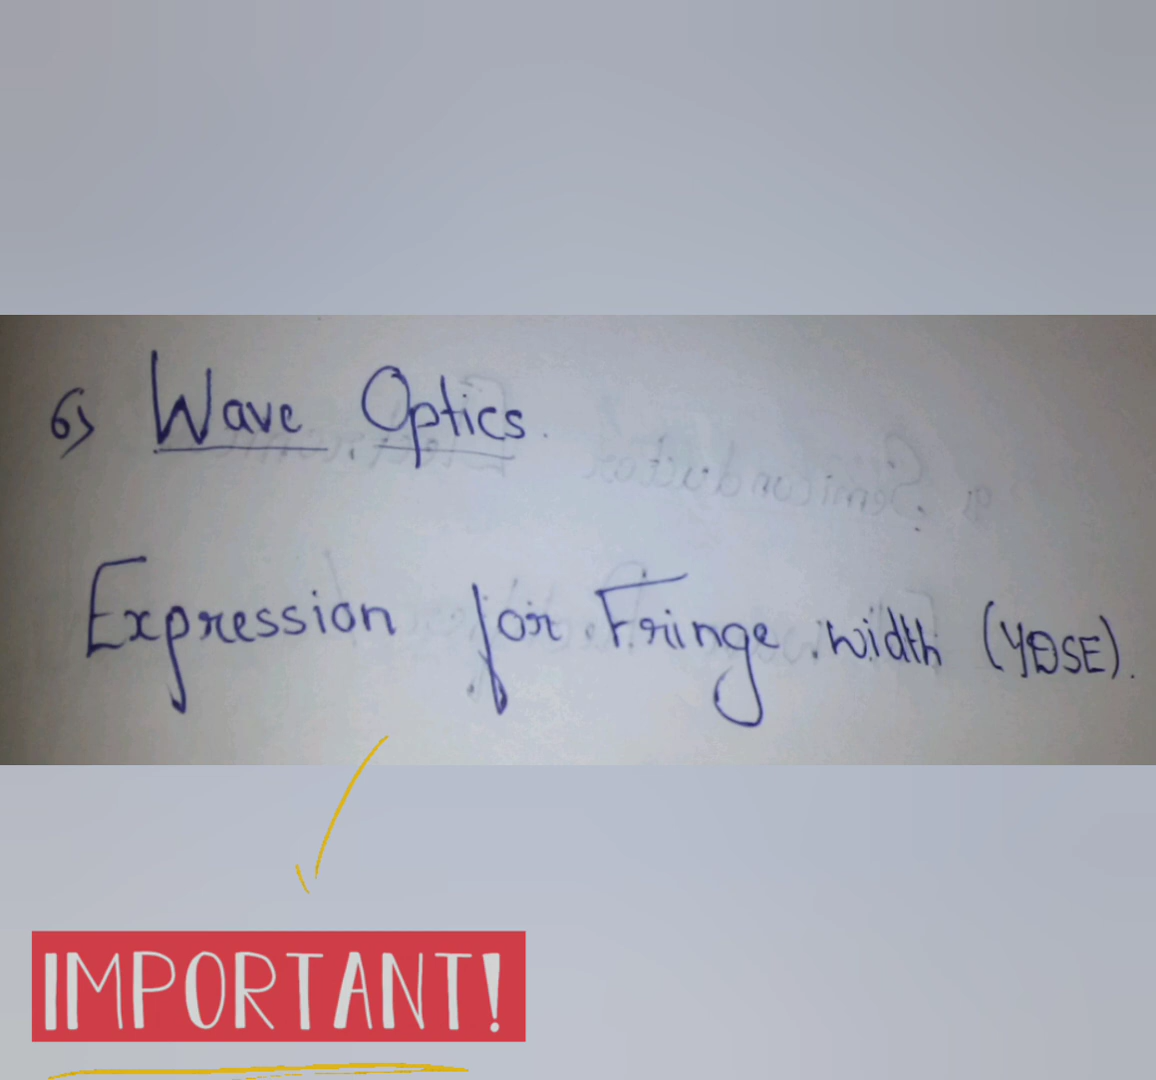 6) Wave Optics.
Expression for Fringe width (YDSE).
IMPORTANT!